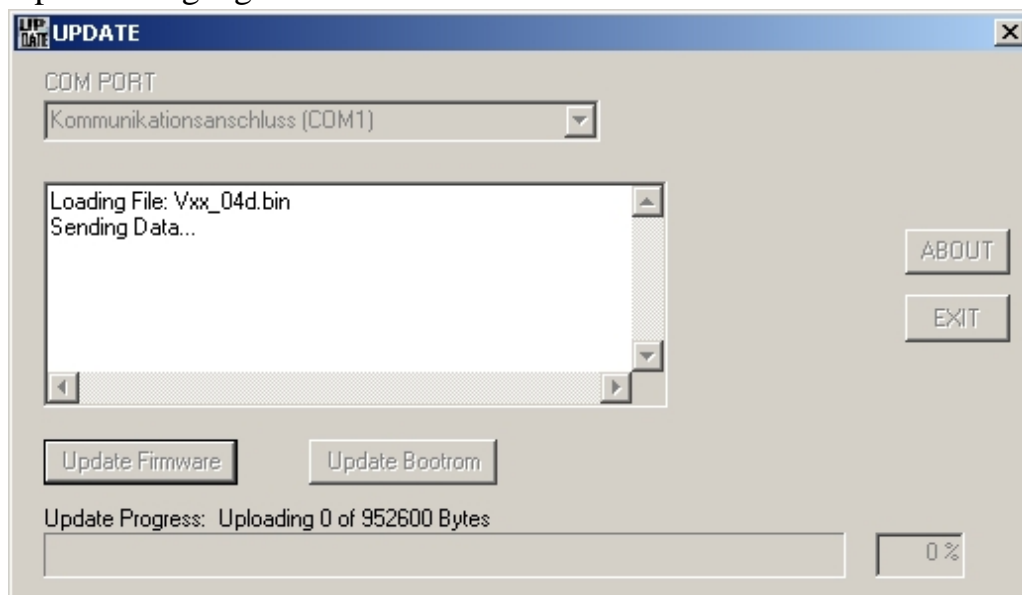 UP
DATE
UPDATE
COM PORT
Kommunikationsanschluss (COM1)
Loading File: Vxx_04d.bin
Sending Data...
ABOUT
EXIT
Update Firmware
Update Bootrom
Update Progress: Uploading 0 of 952600 Bytes
0 %